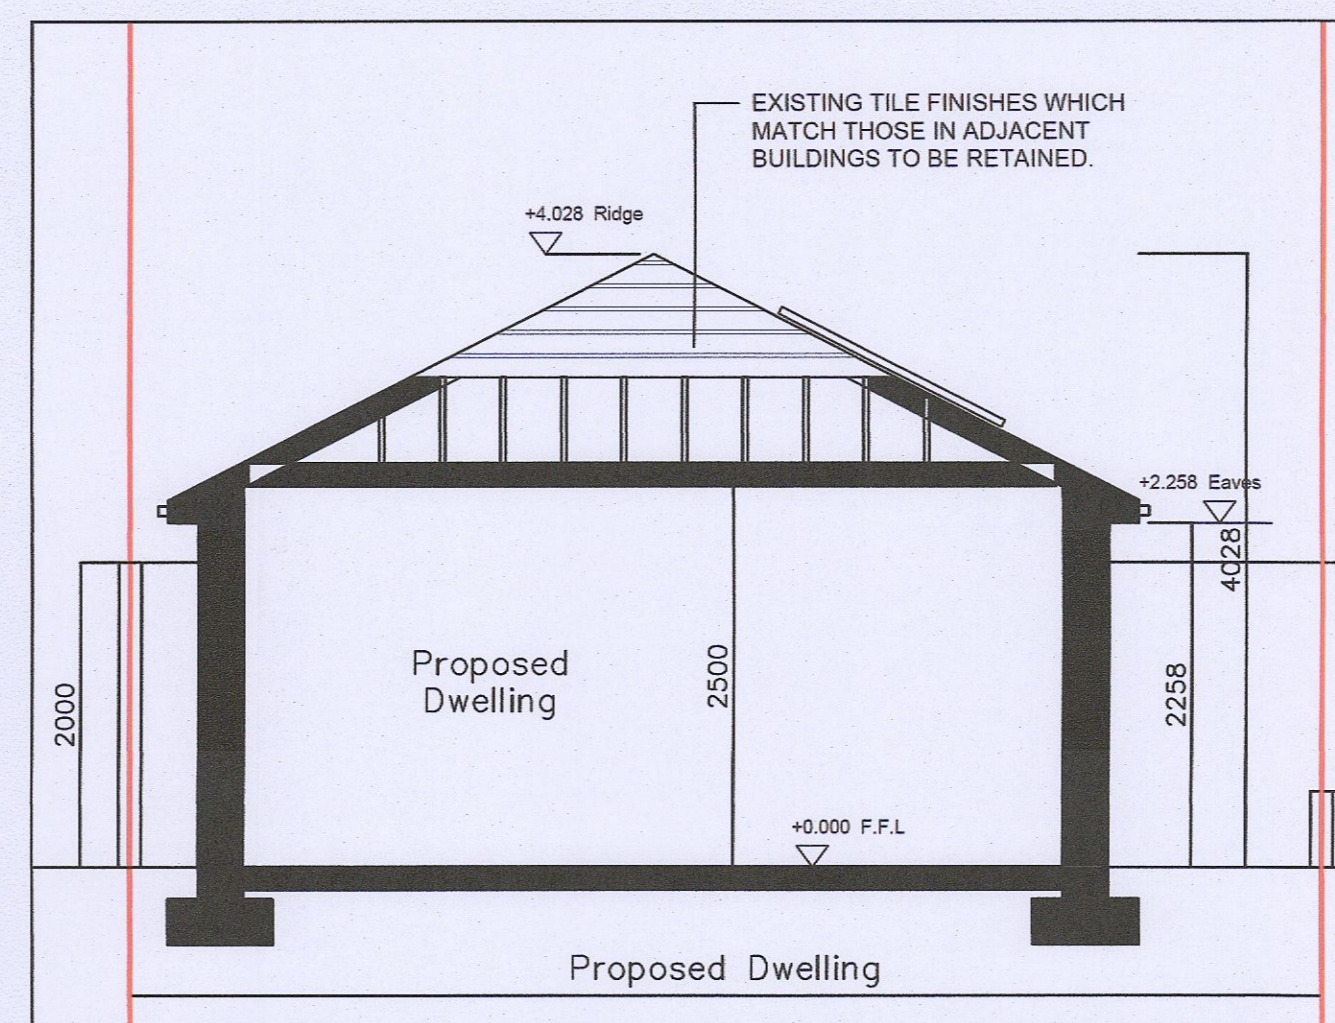 EXISTING TILE FINISHES WHICH
MATCH THOSE IN ADJACENT
BUILDINGS TO BE RETAINED.
+4.028 Ridge
+2.258 Eaves
4028
2258
2500
2000
Proposed
Dwelling
+0.000 F.F.L
Proposed Dwelling